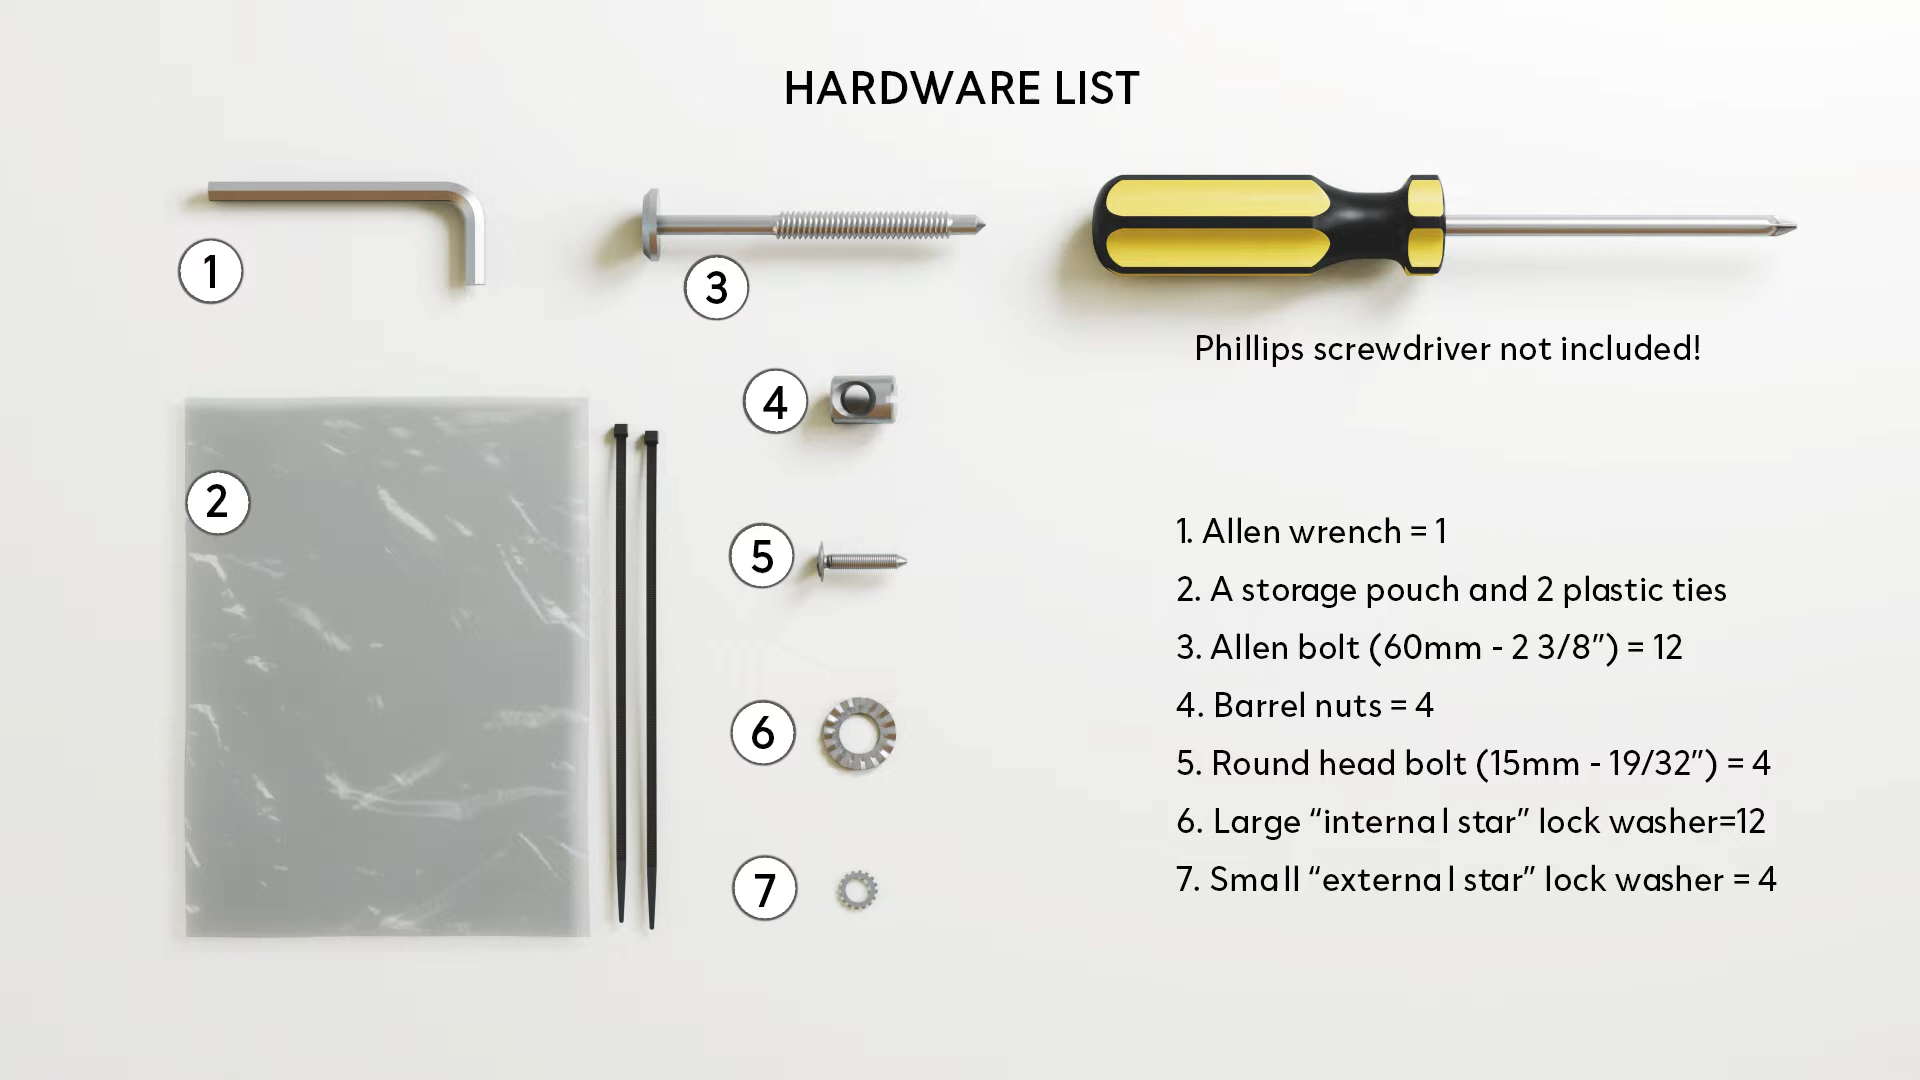 HARDWARE LIST
1
3
Phillips screwdriver not included!
4
2
5
6
7
1. Allen wrench = 1
2. A storage pouch and 2 plastic ties
3. Allen bolt (60mm - 2 3/8") = 12
4. Barrel nuts = 4
5. Round head bolt (15mm - 19/32") = 4
6. Large “internal star” lock washer=12
7. Small “external star” lock washer = 4